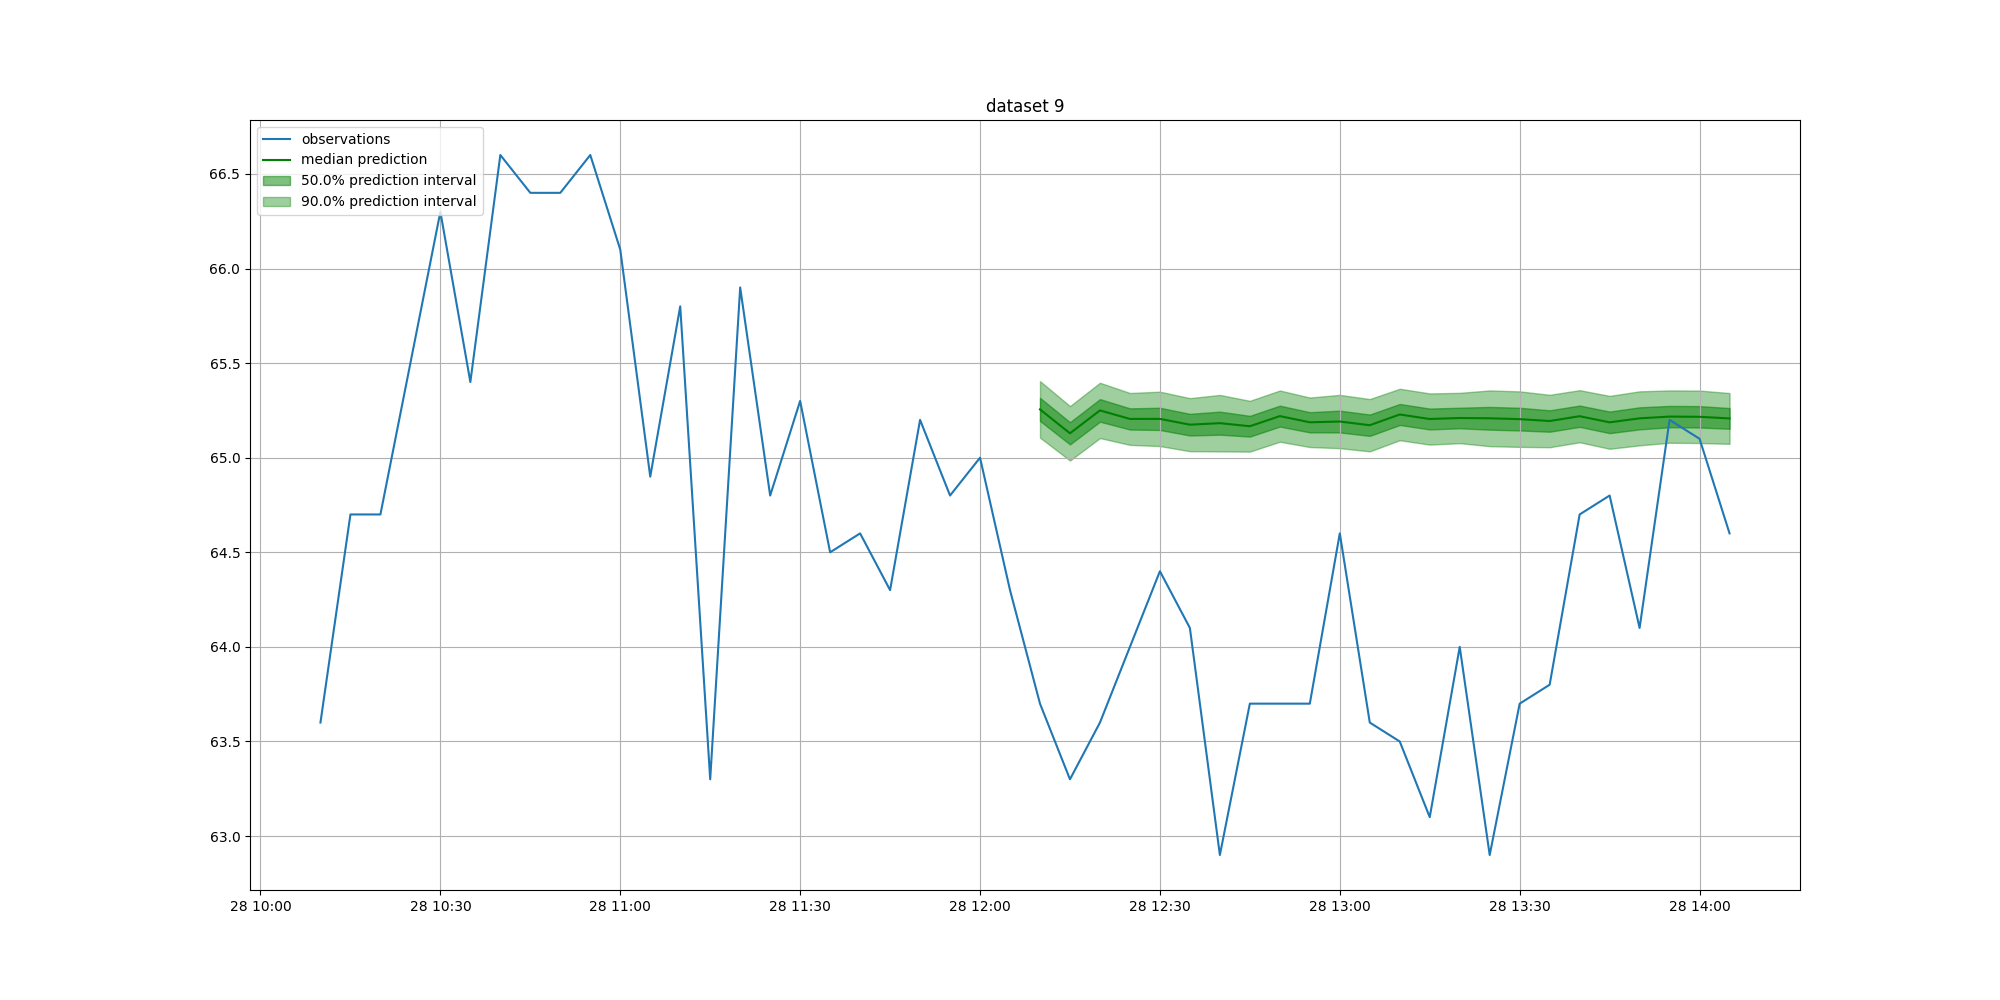 dataset 9
observations
median prediction
50.0% prediction interval
90.0% prediction interval
66.5
66.0
65.5
65.0
64.5
64.0
63.5
63.0
28 10:00 28 10:30 28 11:00 28 11:30 28 12:00 28 12:30 28 13:00 28 13:30 28 14:00